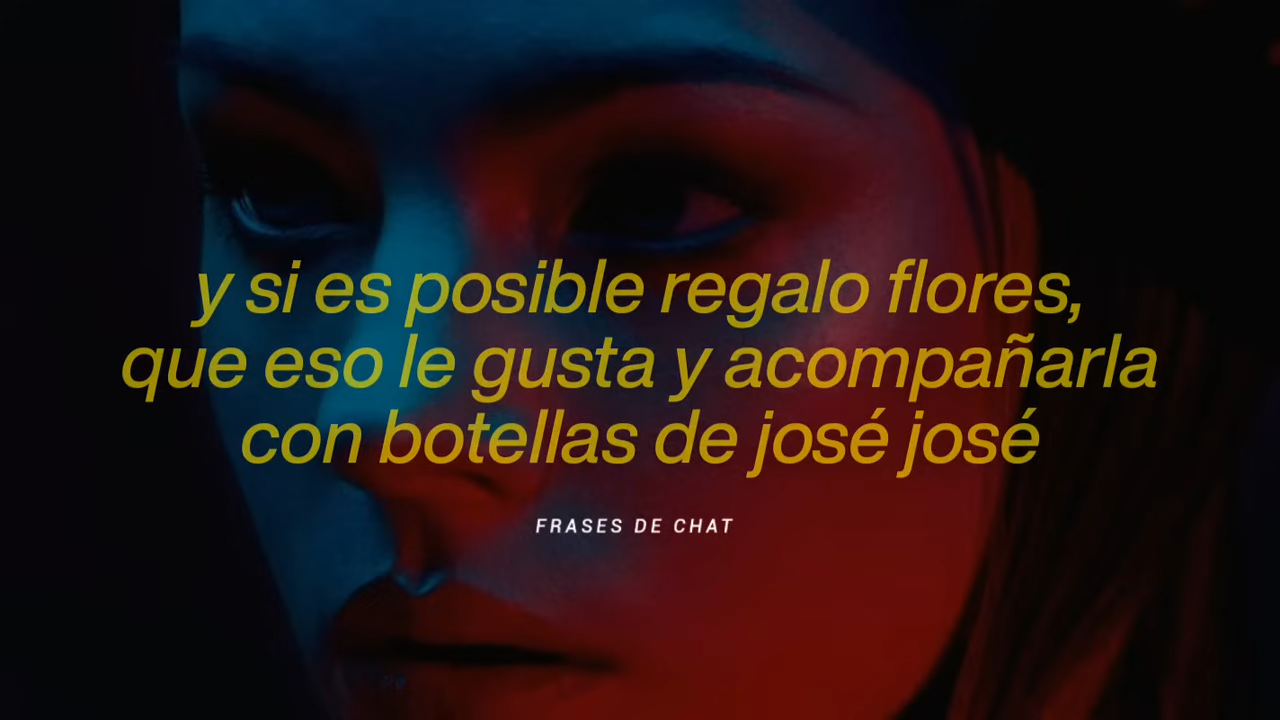 y si es posible regalo flores,
que eso le gusta y acompañarla
con botellas de josé josé
FRASES DE CHAT